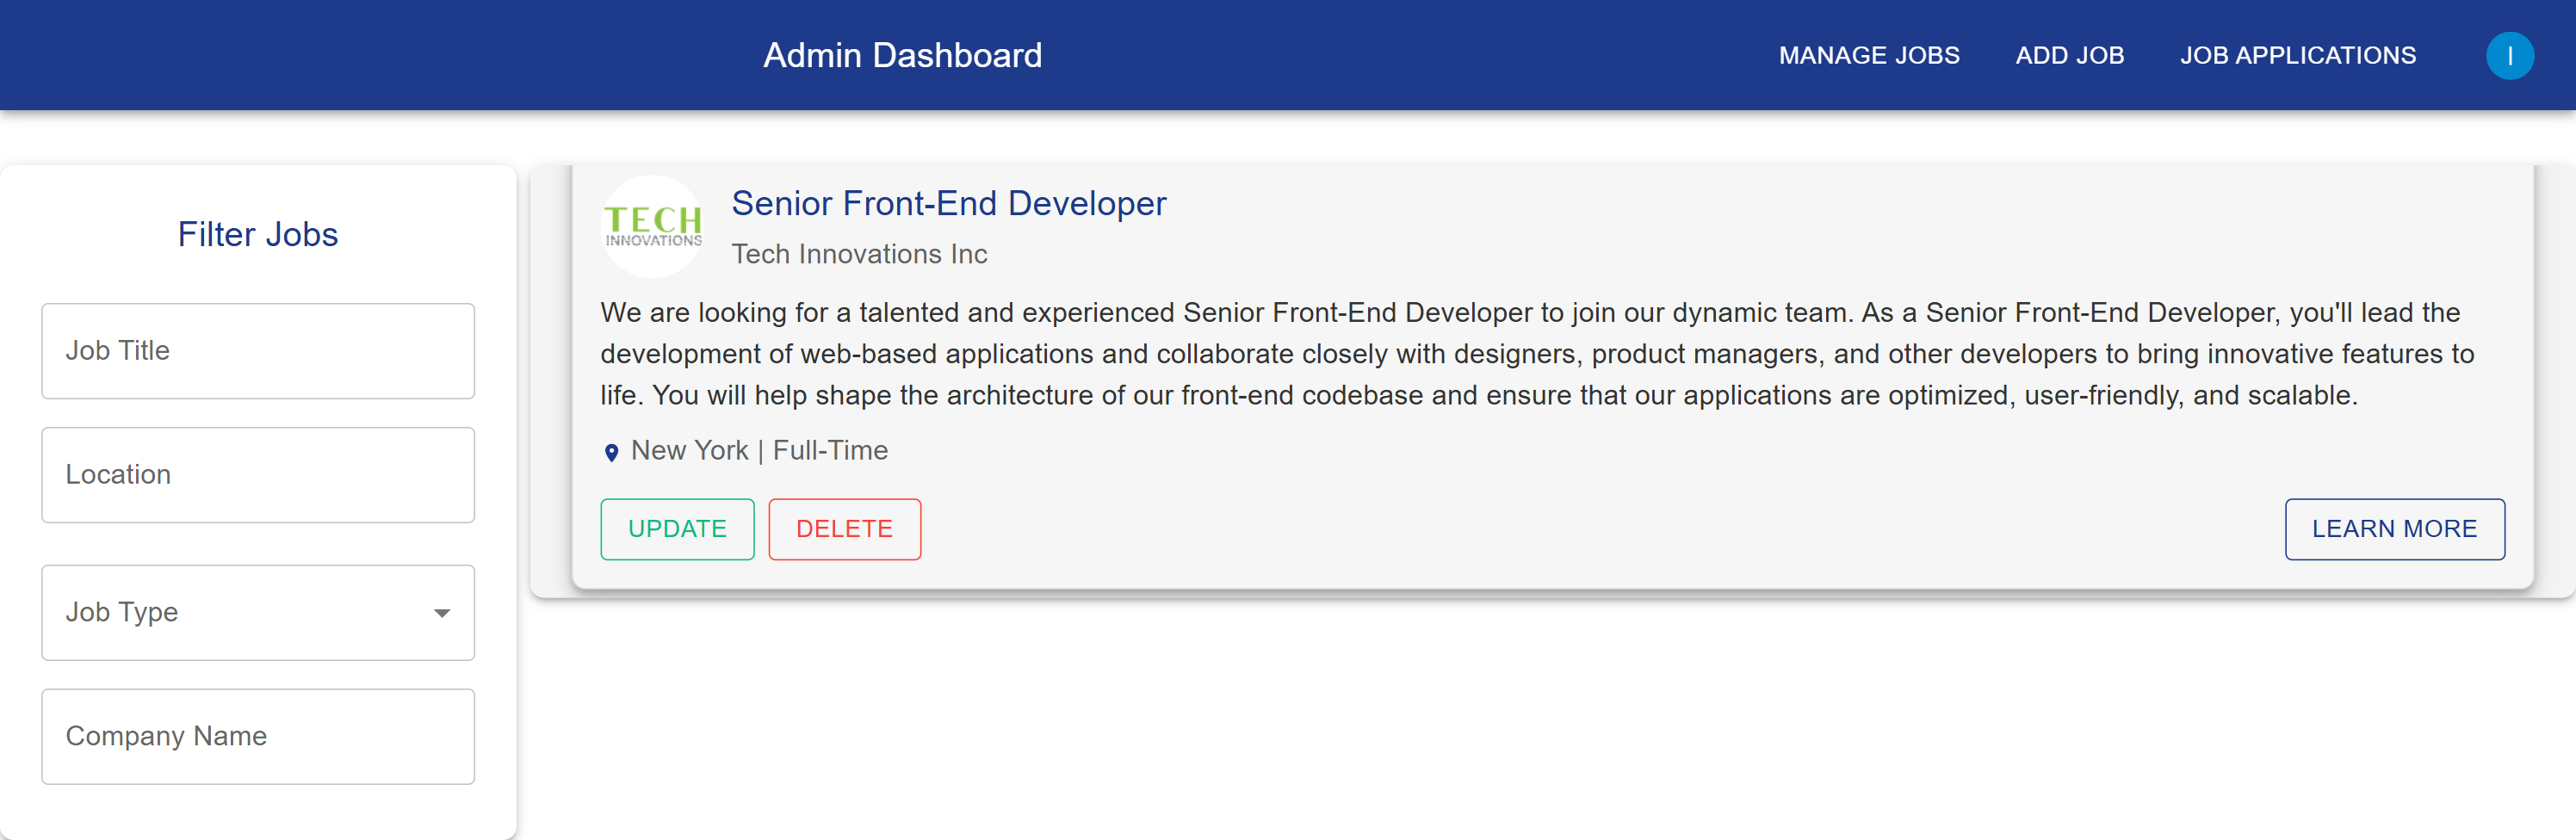 Admin Dashboard
MANAGE JOBS
ADD JOB
JOB APPLICATIONS
I
Filter Jobs
Job Title
Location
Job Type
Company Name
TECH
INNOVATIONS
Senior Front-End Developer
Tech Innovations Inc
We are looking for a talented and experienced Senior Front-End Developer to join our dynamic team. As a Senior Front-End Developer, you'll lead the
development of web-based applications and collaborate closely with designers, product managers, and other developers to bring innovative features to
life. You will help shape the architecture of our front-end codebase and ensure that our applications are optimized, user-friendly, and scalable.
New York | Full-Time
UPDATE
DELETE
LEARN MORE